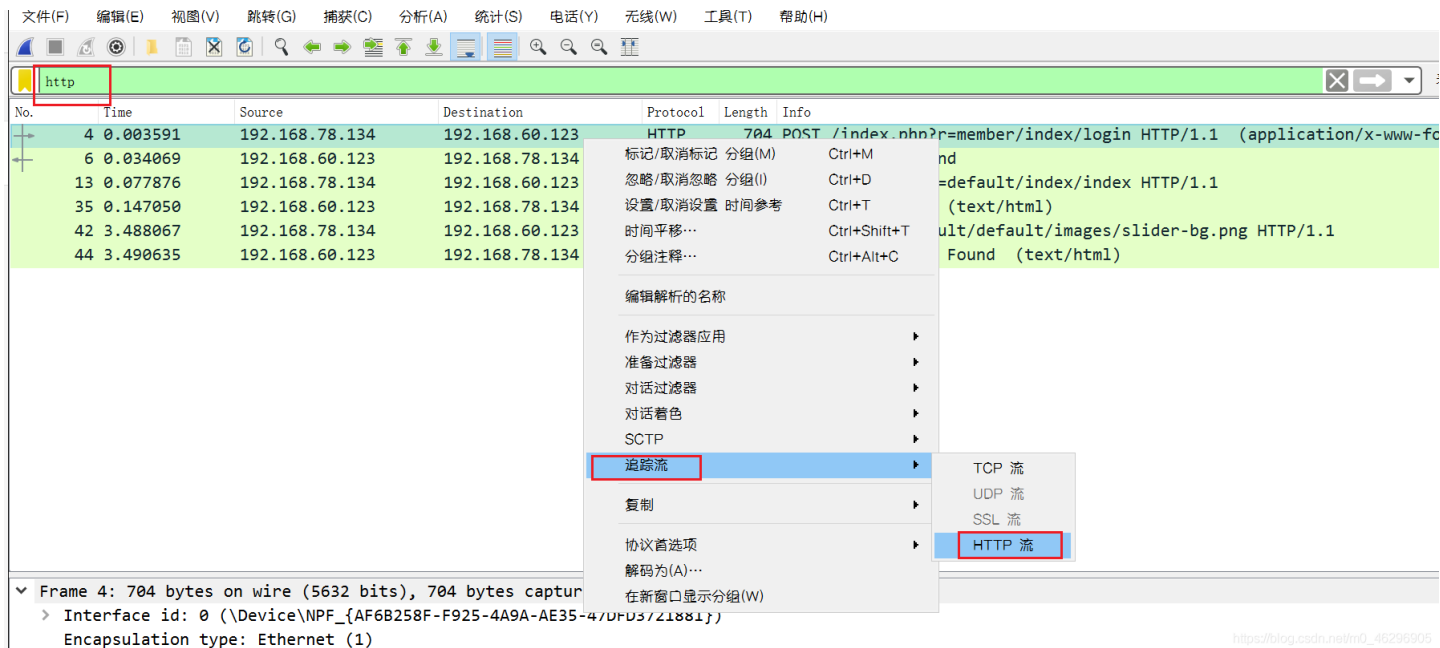 文件(F) 编辑(E) 视图(V) 跳转(G) 捕获(C) 分析(A) 统计(S) 电话(Y) 无线(W) 工具(T) 帮助(H)
http
No. Time Source Destination Protocol Length Info
4 0.003591 192.168.78.134 192.168.60.123 HTTP 704 POST /index.php?r=member/index/login HTTP/1.1 (application/x-www-fo
6 0.034069 192.168.60.123 192.168.78.134 nd
13 0.077876 192.168.78.134 192.168.60.123 =default/index/index HTTP/1.1
35 0.147050 192.168.60.123 192.168.78.134 (text/html)
42 3.488067 192.168.78.134 192.168.60.123 ult/default/images/slider-bg.png HTTP/1.1
44 3.490635 192.168.60.123 192.168.78.134 Found (text/html)
标记/取消标记 分组(M) Ctrl+M
忽略/取消忽略 分组(I) Ctrl+D
设置/取消设置 时间参考 Ctrl+T
时间平移… Ctrl+Shift+T
分组注释… Ctrl+Alt+C
编辑解析的名称
作为过滤器应用
准备过滤器
对话过滤器
对话着色
SCTP
追踪流
TCP 流
UDP 流
SSL 流
HTTP 流
复制
协议首选项
解码为(A)…
在新窗口显示分组(W)
Frame 4: 704 bytes on wire (5632 bits), 704 bytes captur
Interface id: 0 (\Device\NPF_{AF6B258F-F925-4A9A-AE35-47DFD3721881})
Encapsulation type: Ethernet (1)
https://blog.csdn.net/m0_46296905